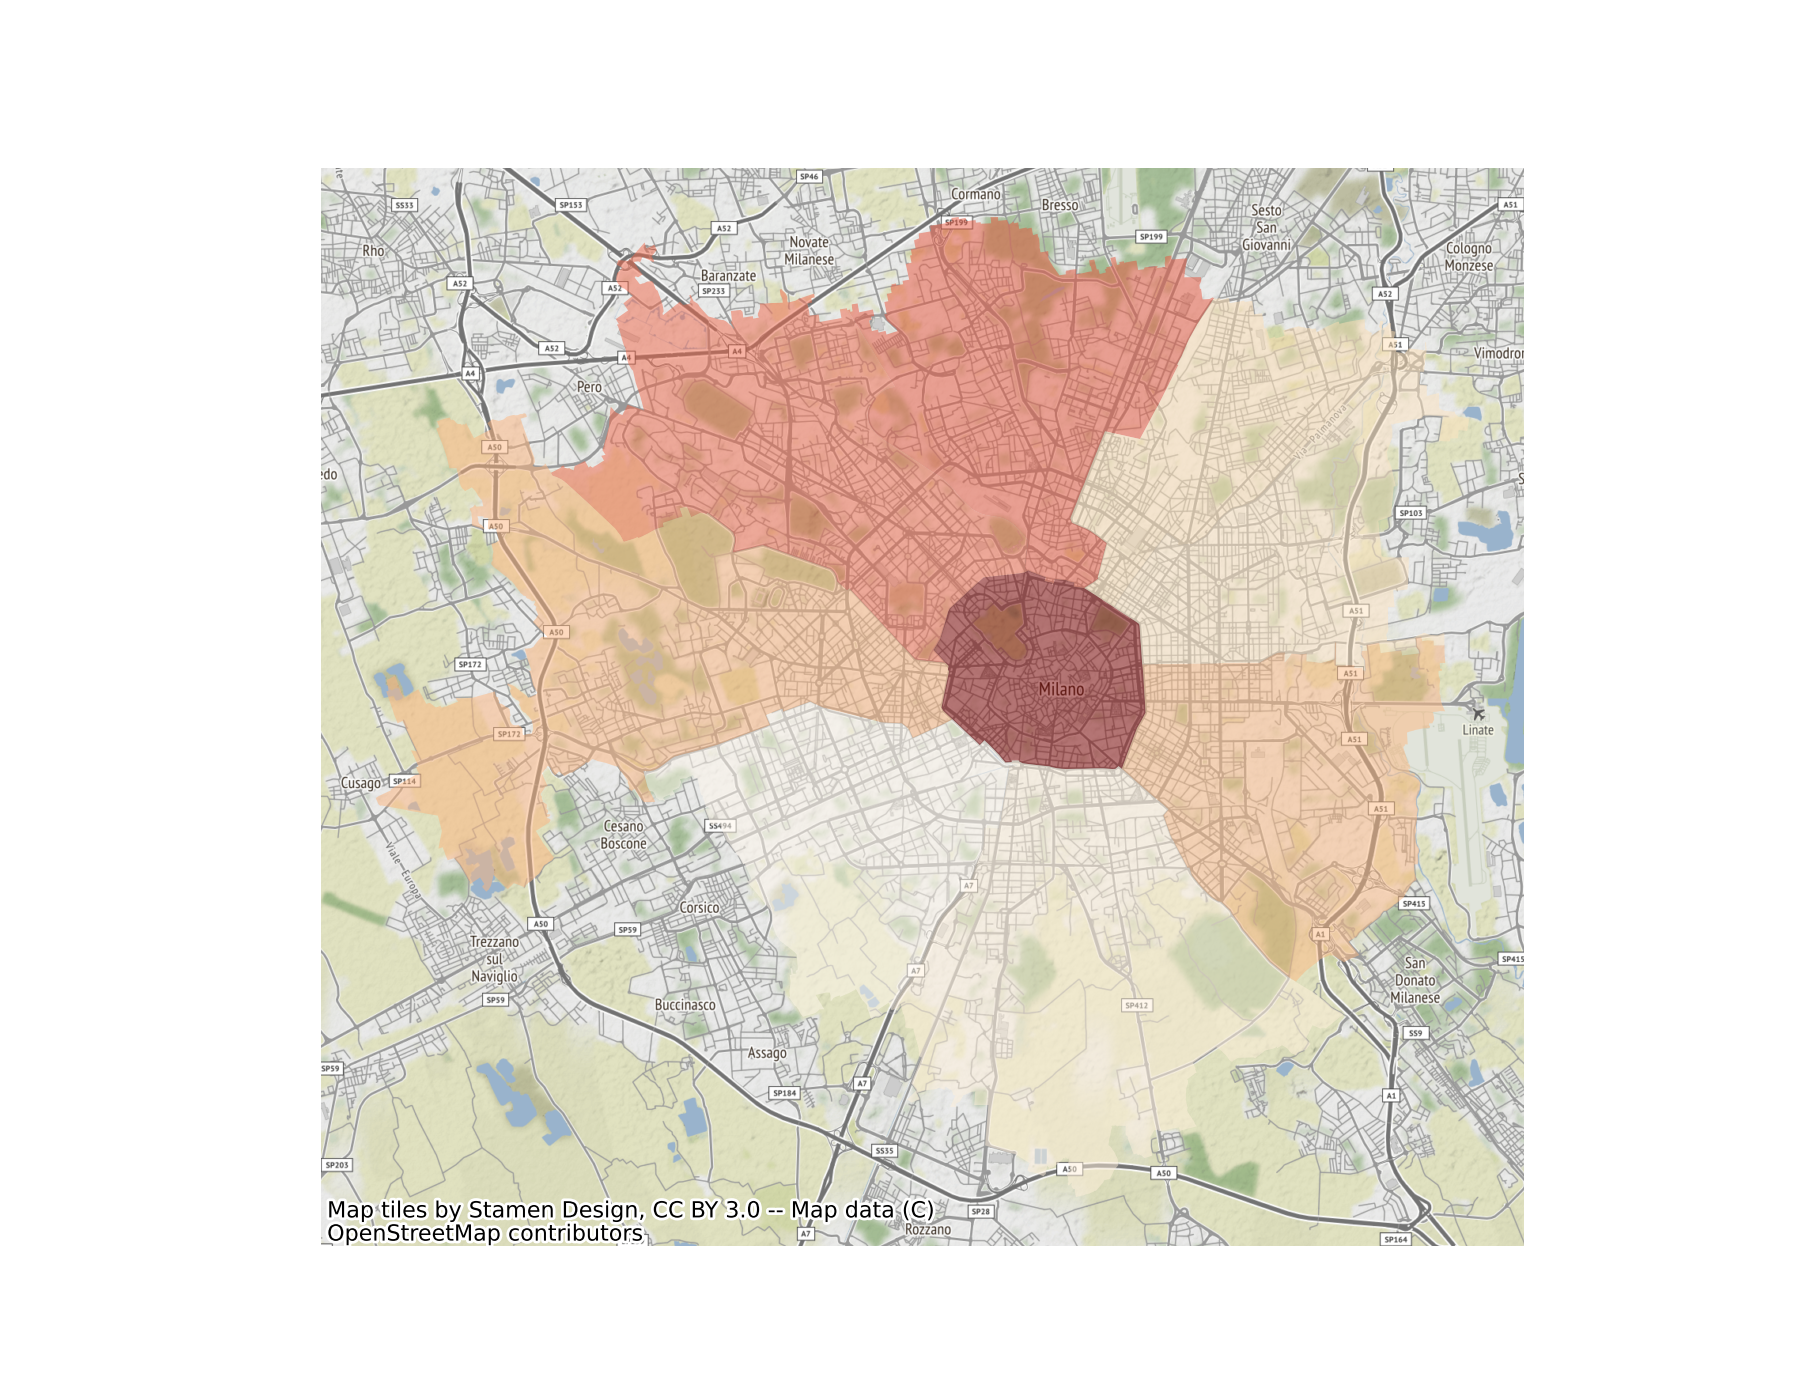 SP46
Cormano
SS33
SP153
Bresso
A51
SP199
Sesto
San
Giovanni
A52
SP199
Rho
Novate
Milanese
Cologno
Monzese
Baranzate
A52
A52
SP233
A52
A52
A4
A4
A51
Vimodron
A4
Pero
Viale Palmanova
A50
edo
SP103
A50
A51
A50
SP172
A51
Milano
SP172
Linate
A51
Cusago
SP114
A51
Cesano
Boscone
SS494
Viale Europa
A7
SP415
Corsico
A50
SP59
A1
Trezzano
sul
Naviglio
SP415
San
Donato
Milanese
A7
SP59
Buccinasco
SP412
SS9
Assago
SP59
A7
SP184
A1
SS35
SP203
A50
A50
Map tiles by Stamen Design, CC BY 3.0 -- Map data (C)
OpenStreetMap contributors
SP28
Rozzano
A7
SP164